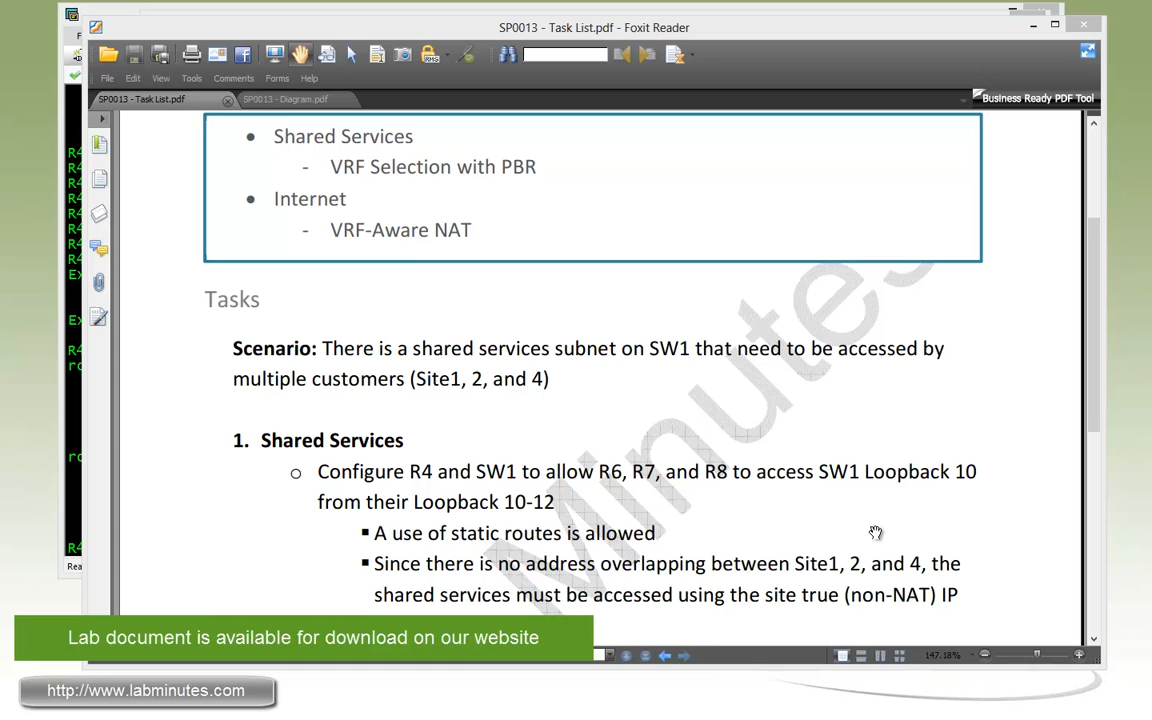 SP0013 - Task List.pdf - Foxit Reader
File Edit View Tools Comments Forms Help
SP0013 - Task List.pdf SP0013 - Diagram.pdf
Business Ready PDF Tool
• Shared Services
- VRF Selection with PBR
• Internet
- VRF-Aware NAT
Tasks
Scenario: There is a shared services subnet on SW1 that need to be accessed by
multiple customers (Site1, 2, and 4)
1. Shared Services
o Configure R4 and SW1 to allow R6, R7, and R8 to access SW1 Loopback 10
from their Loopback 10-12
▪ A use of static routes is allowed
▪ Since there is no address overlapping between Site1, 2, and 4, the
shared services must be accessed using the site true (non-NAT) IP
Minutes
Lab document is available for download on our website
147.18%
http://www.labminutes.com